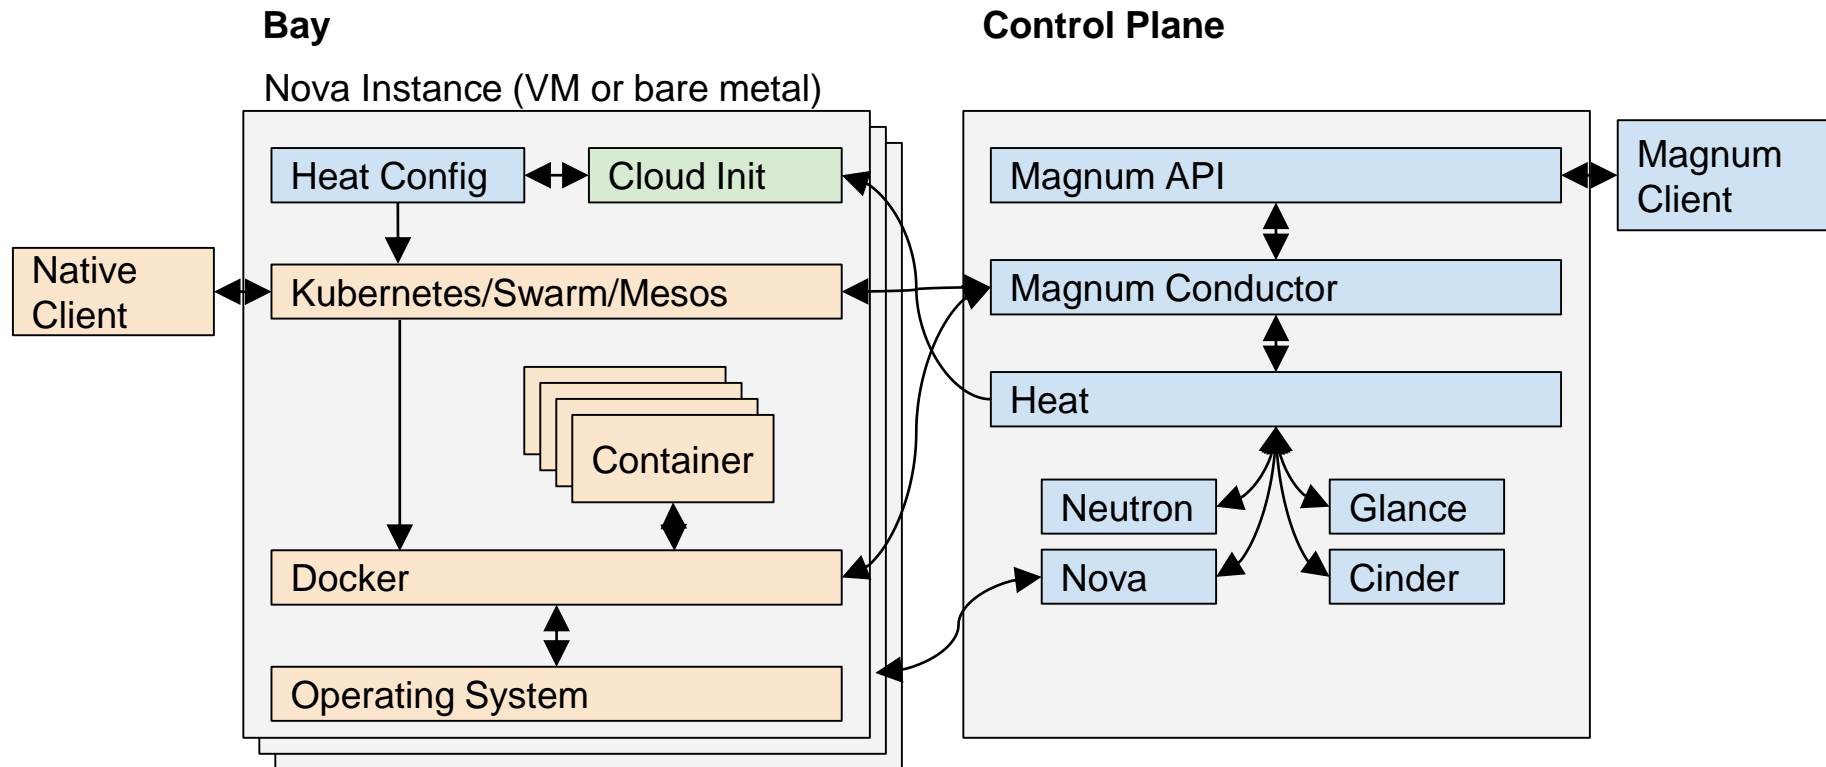 Bay
Nova Instance (VM or bare metal)
Heat Config
Cloud Init
Native
Client
Kubernetes/Swarm/Mesos
Container
Docker
Operating System
Control Plane
Magnum API
Magnum
Client
Magnum Conductor
Heat
Neutron
Glance
Nova
Cinder